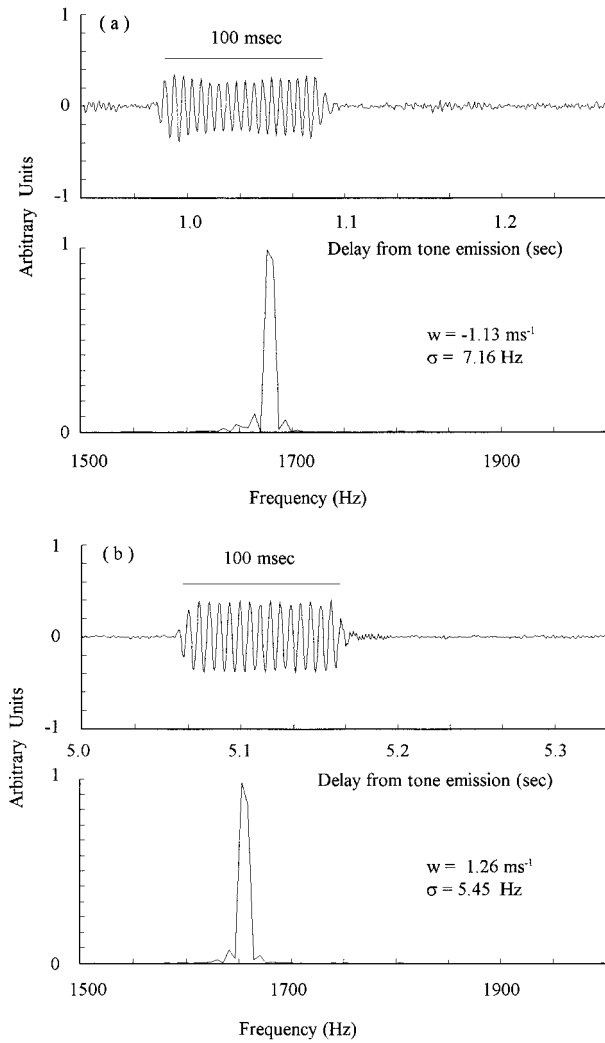 ( a )
100 msec
1
0
-1
1.0 1.1 1.2
Delay from tone emission (sec)
Arbitrary Units
1
0
w = -1.13 ms-1
σ = 7.16 Hz
1500 1700 1900
Frequency (Hz)
( b )
100 msec
1
0
-1
5.0 5.1 5.2 5.3
Delay from tone emission (sec)
Arbitrary Units
1
0
w = 1.26 ms-1
σ = 5.45 Hz
1500 1700 1900
Frequency (Hz)